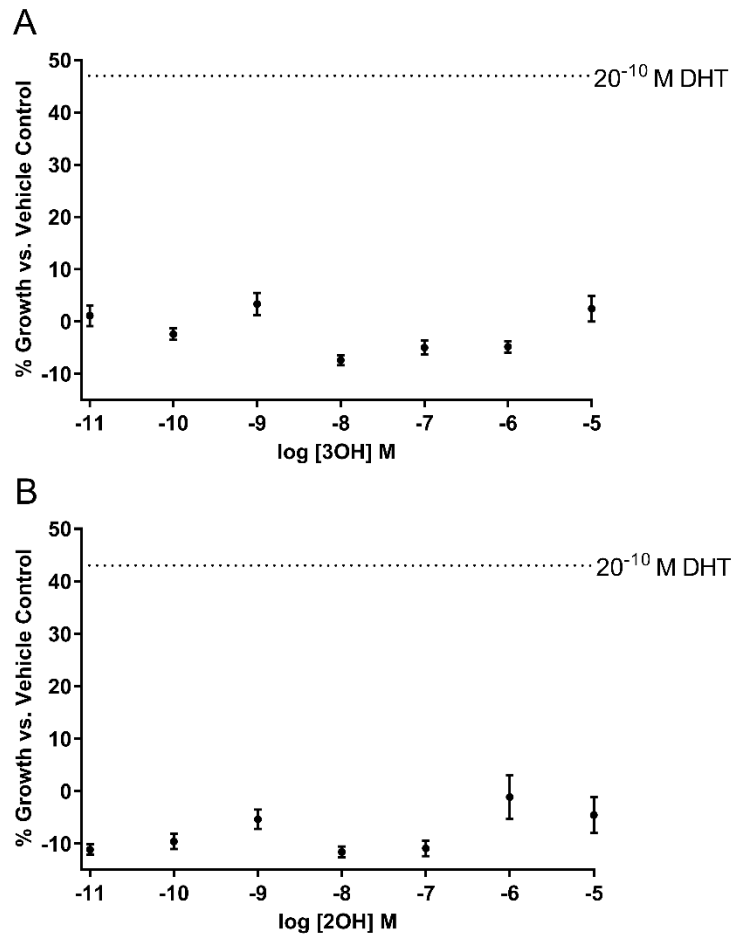 A
% Growth vs. Vehicle Control
50
40
30
20
10
0
-10
20⁻¹⁰ M DHT
-11 -10 -9 -8 -7 -6 -5
log [3OH] M
B
% Growth vs. Vehicle Control
50
40
30
20
10
0
-10
20⁻¹⁰ M DHT
-11 -10 -9 -8 -7 -6 -5
log [2OH] M